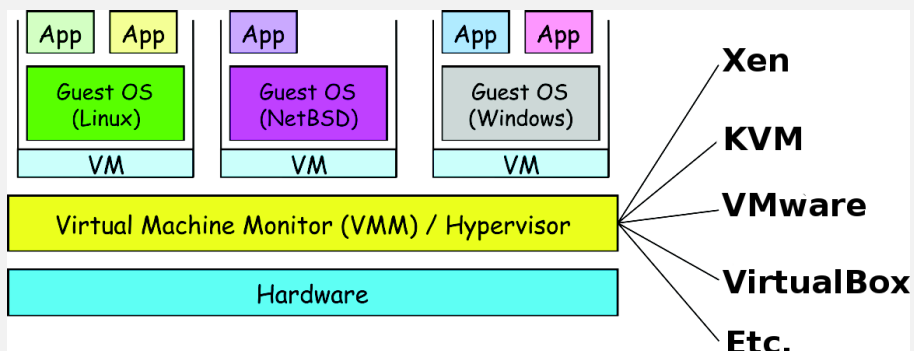 App App App App App
Guest OS
(Linux)
Guest OS
(NetBSD)
Guest OS
(Windows)
VM VM VM
Virtual Machine Monitor (VMM) / Hypervisor
Hardware
Xen
KVM
VMware
VirtualBox
Etc.